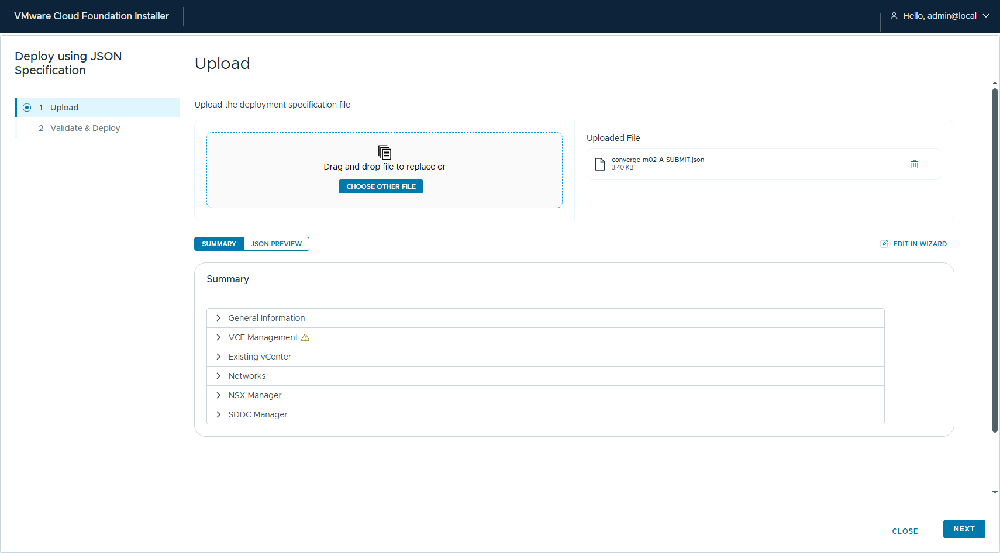 VMware Cloud Foundation Installer
Hello, admin@local
Deploy using JSON
Specification
1 Upload
2 Validate & Deploy
Upload
Upload the deployment specification file
Drag and drop file to replace or
CHOOSE OTHER FILE
Uploaded File
converge-m02-A-SUBMIT.json
3.40 KB
SUMMARY
JSON PREVIEW
EDIT IN WIZARD
Summary
General Information
VCF Management
Existing vCenter
Networks
NSX Manager
SDDC Manager
CLOSE
NEXT